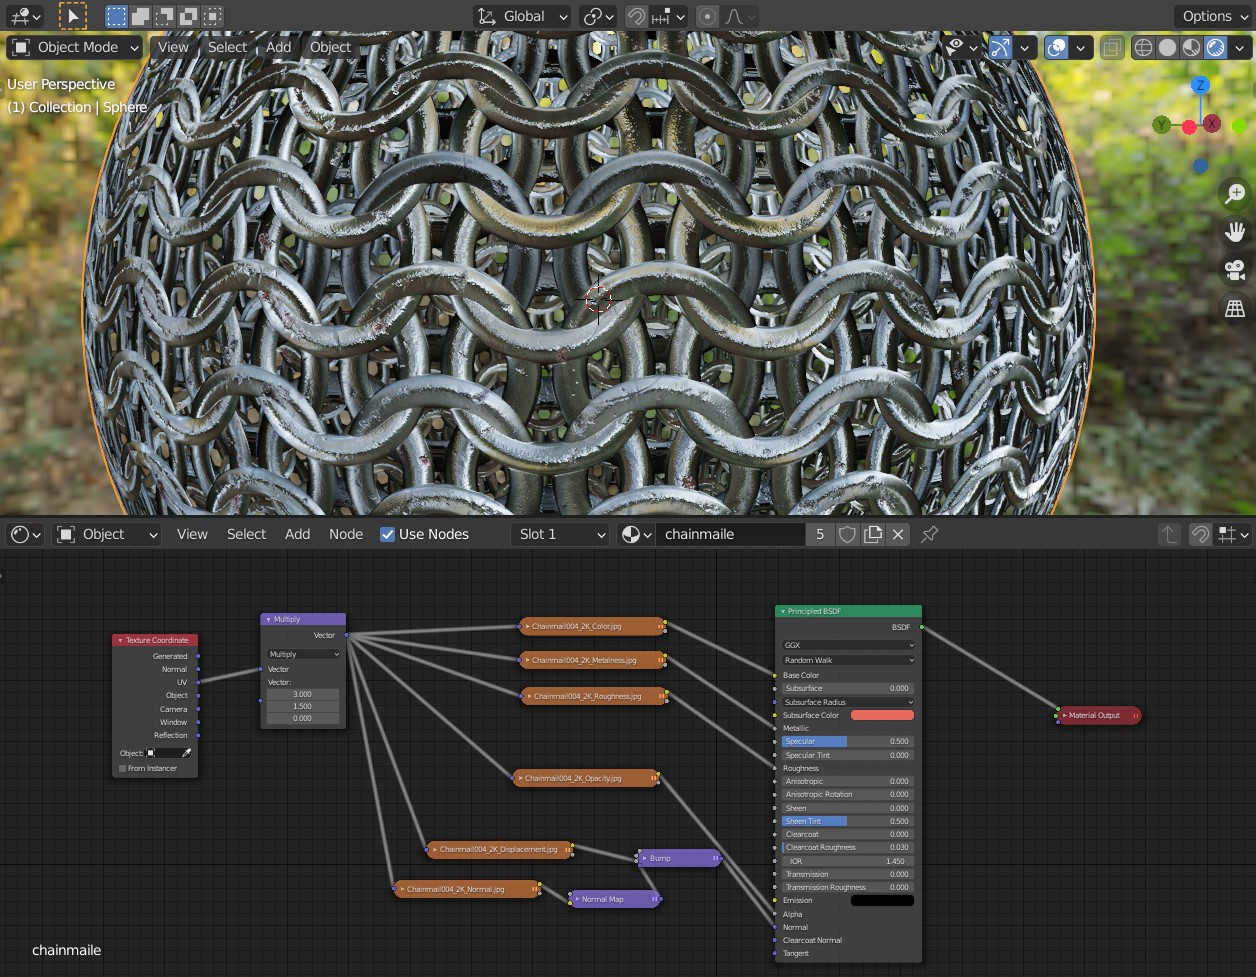 Global
Options
Object Mode
View
Select
Add
Object
User Perspective
(1) Collection | Sphere
Z
Y
X
Object
View
Select
Add
Node
Use Nodes
Slot 1
chainmaile
5
Texture Coordinate
Generated
Normal
UV
Object
Camera
Window
Reflection
Object:
From Instancer
Multiply
Vector
Multiply
Vector
Vector:
3.000
1.500
0.000
Chainmail004_2K_Color.jpg
Chainmail004_2K_Metalness.jpg
Chainmail004_2K_Roughness.jpg
Chainmail004_2K_Opacity.jpg
Chainmail004_2K_Displacement.jpg
Chainmail004_2K_Normal.jpg
Bump
Normal Map
Principled BSDF
BSDF
GGX
Random Walk
Base Color
Subsurface 0.000
Subsurface Radius
Subsurface Color
Metallic
Specular 0.500
Specular Tint 0.000
Roughness
Anisotropic 0.000
Anisotropic Rotation 0.000
Sheen 0.000
Sheen Tint 0.500
Clearcoat 0.000
Clearcoat Roughness 0.030
IOR 1.450
Transmission 0.000
Transmission Roughness 0.000
Emission
Alpha
Normal
Clearcoat Normal
Tangent
Material Output
chainmaile